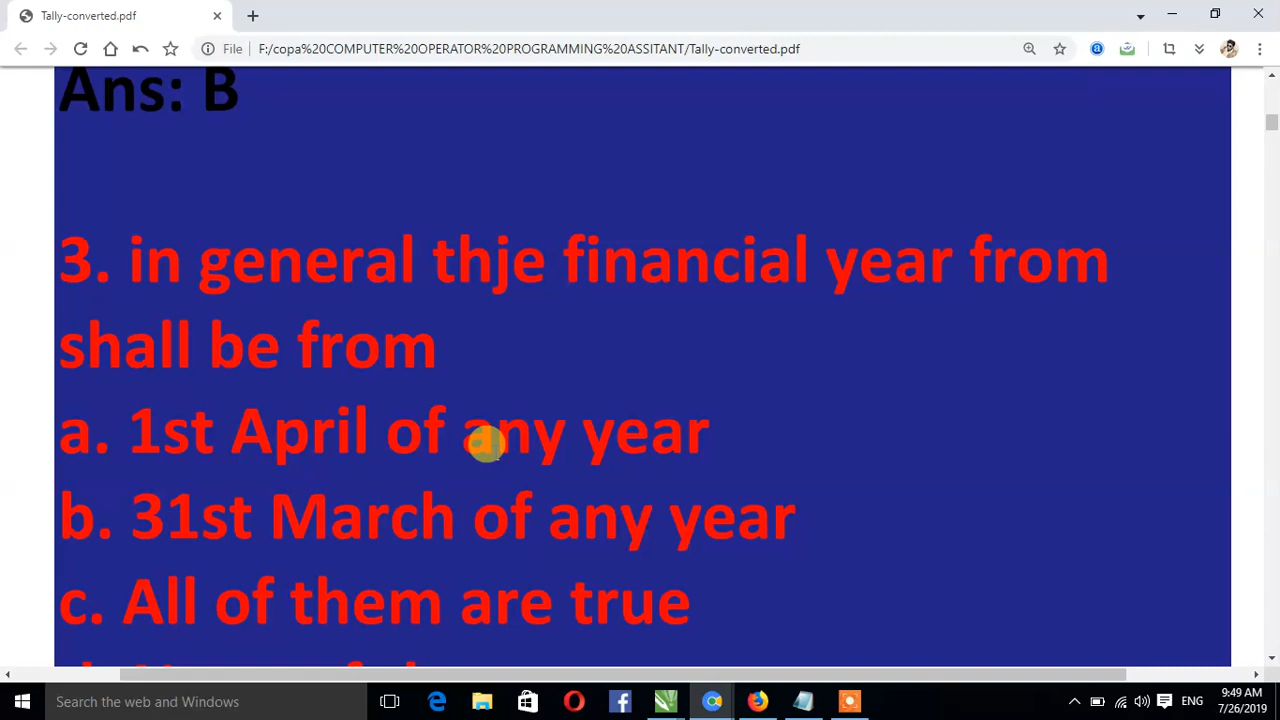 Tally-converted.pdf
File F:/copa%20COMPUTER%20OPERATOR%20PROGRAMMING%20ASSITANT/Tally-converted.pdf
Ans: B
3. in general thje financial year from
shall be from
a. 1st April of any year
b. 31st March of any year
c. All of them are true
Search the web and Windows
ENG
9:49 AM
7/26/2019